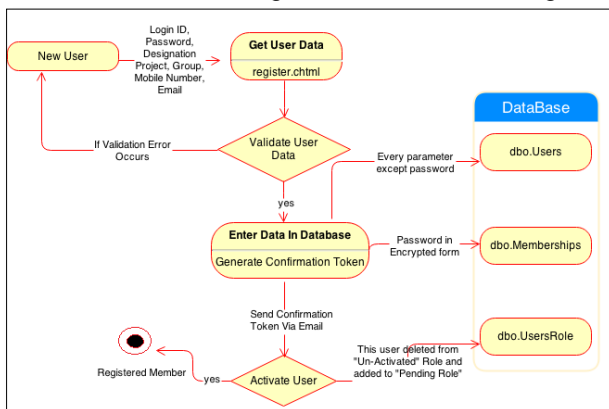 Login ID,
Password,
Designation
Project, Group,
Mobile Number,
Email
New User
Get User Data
register.chtml
DataBase
If Validation Error
Occurs
Validate User
Data
Every parameter
except password
dbo.Users
yes
Enter Data In Database
Generate Confirmation Token
Password in
Encrypted form
dbo.Memberships
Send Confirmation
Token Via Email
This user deleted from
"Un-Activated" Role and
added to "Pending Role"
dbo.UsersRole
Registered Member
yes
Activate User